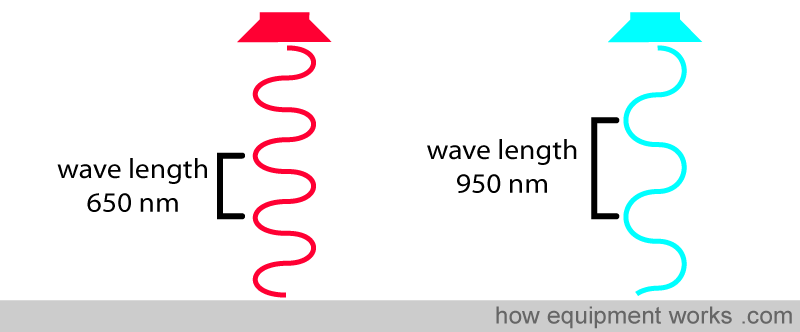 wave length
650 nm
wave length
950 nm
how equipment works .com